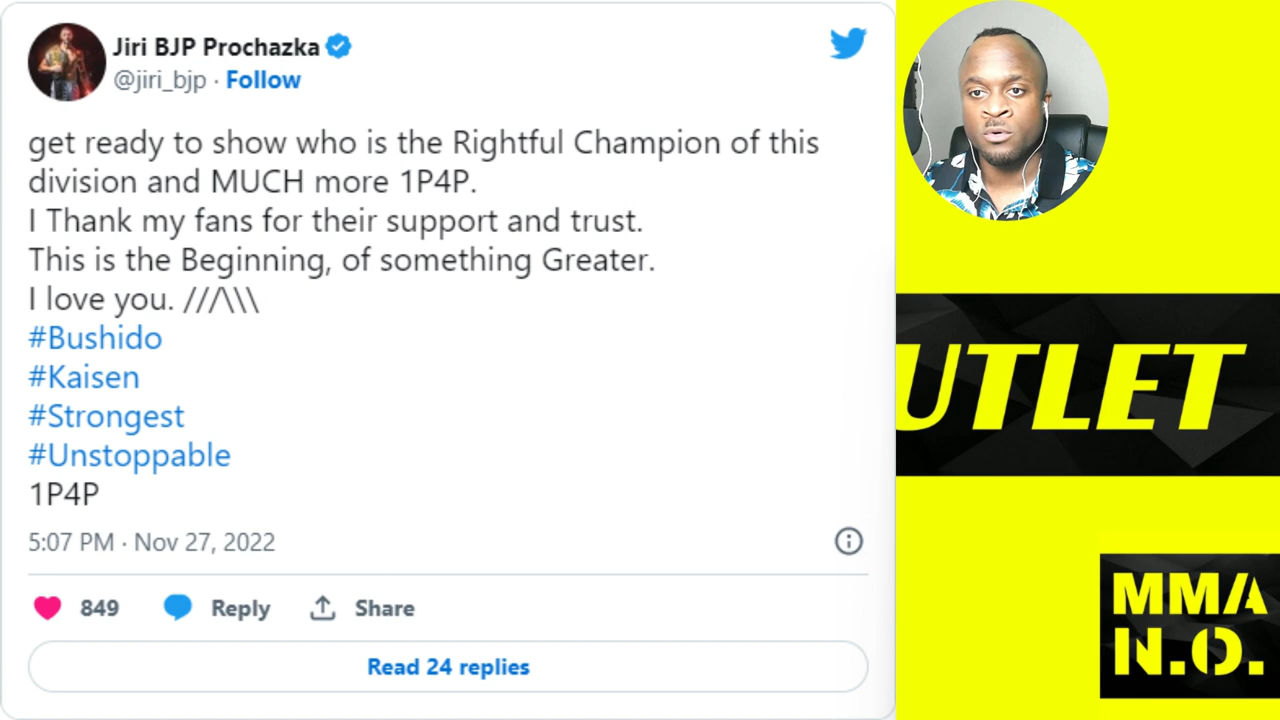 Jiri BJP Prochazka
@jiri_bjp · Follow
get ready to show who is the Rightful Champion of this
division and MUCH more 1P4P.
I Thank my fans for their support and trust.
This is the Beginning, of something Greater.
I love you. ///\\\
#Bushido
#Kaisen
#Strongest
#Unstoppable
1P4P
5:07 PM · Nov 27, 2022
849 Reply Share
Read 24 replies
UTLET
MMA
N.O.